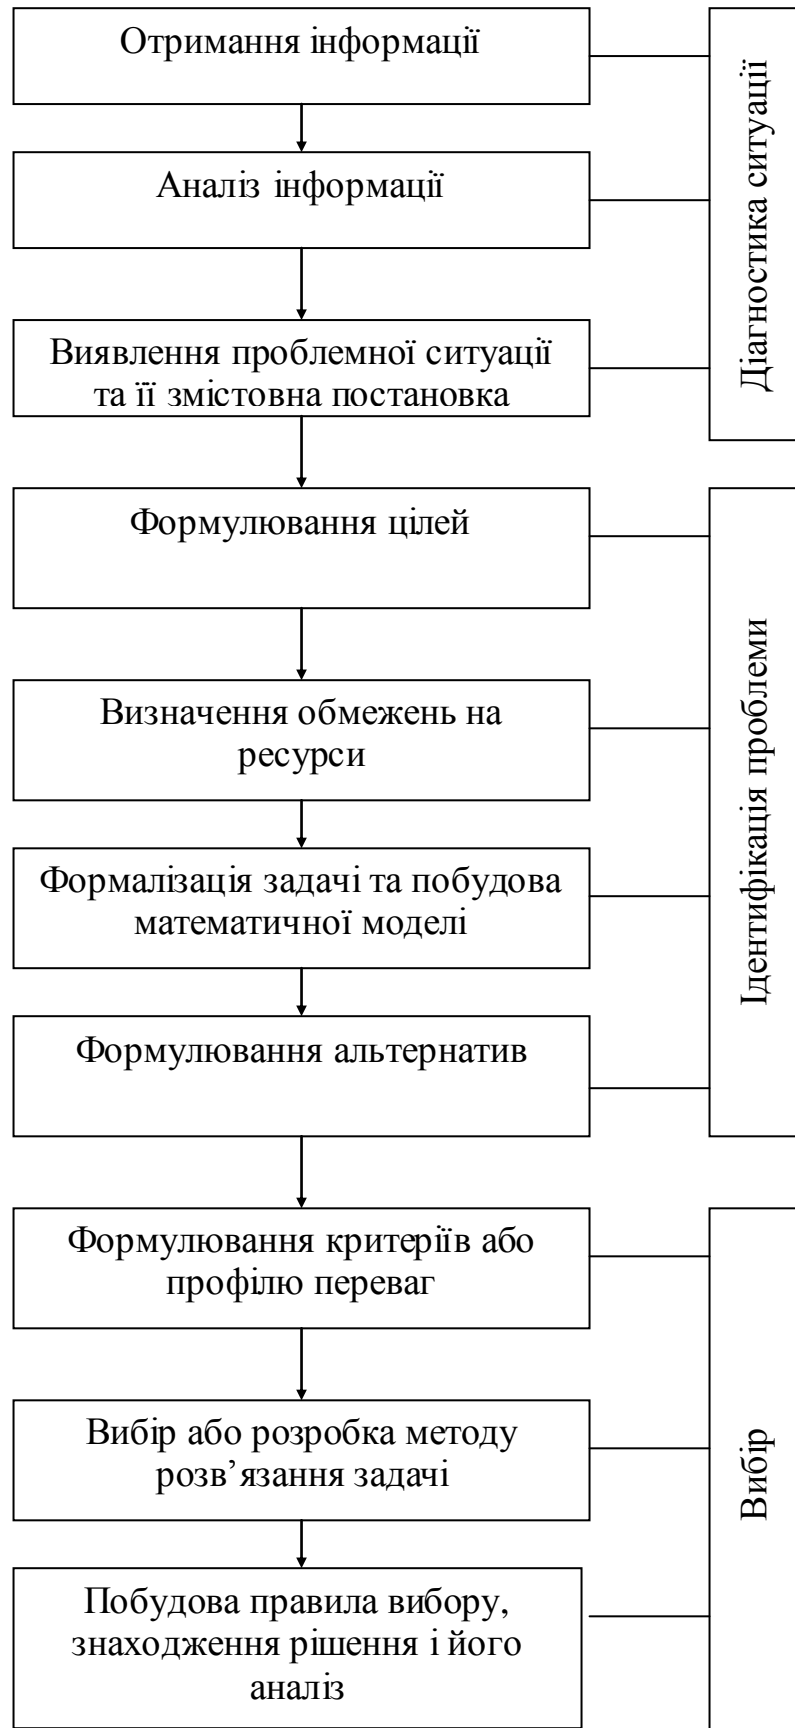 Отримання інформації
Аналіз інформації
Виявлення проблемної ситуації
та її змістовна постановка
Діагностика ситуації
Формулювання цілей
Визначення обмежень на
ресурси
Формалізація задачі та побудова
математичної моделі
Формулювання альтернатив
Ідентифікація проблеми
Формулювання критеріїв або
профілю переваг
Вибір або розробка методу
розв’язання задачі
Побудова правила вибору,
знаходження рішення і його
аналіз
Вибір